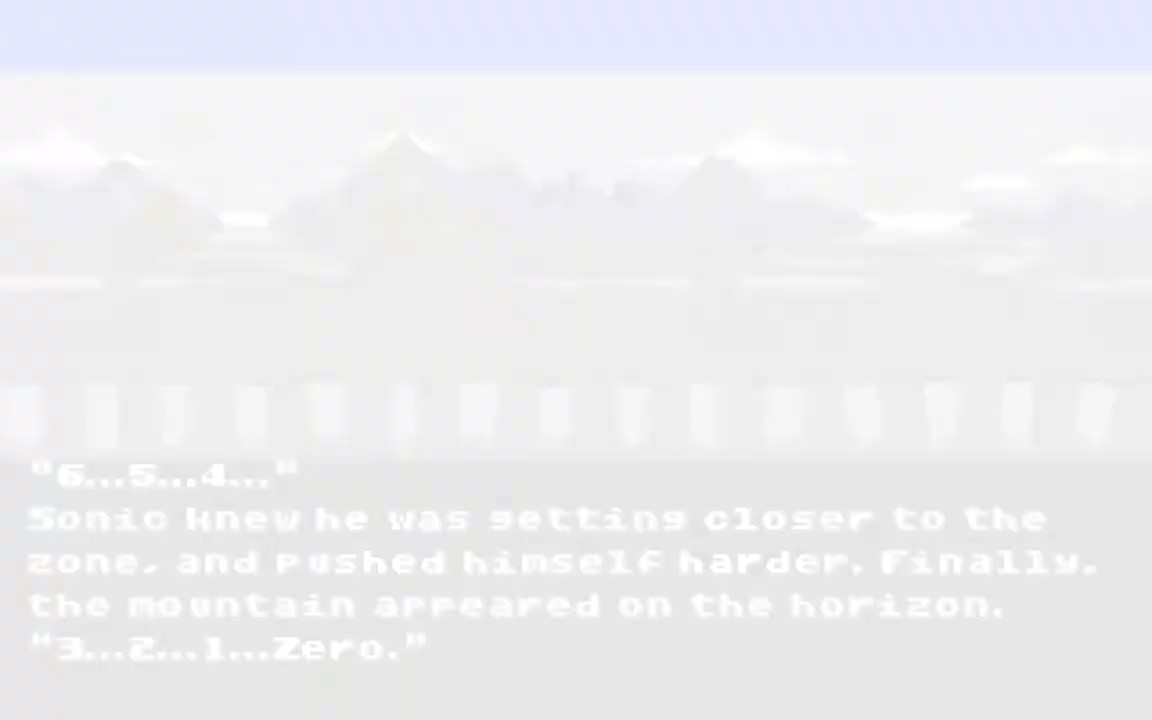 "6...5...4..."
Sonic knew he was getting closer to the
zone, and pushed himself harder. Finally,
the mountain appeared on the horizon.
"3...2...1...Zero."